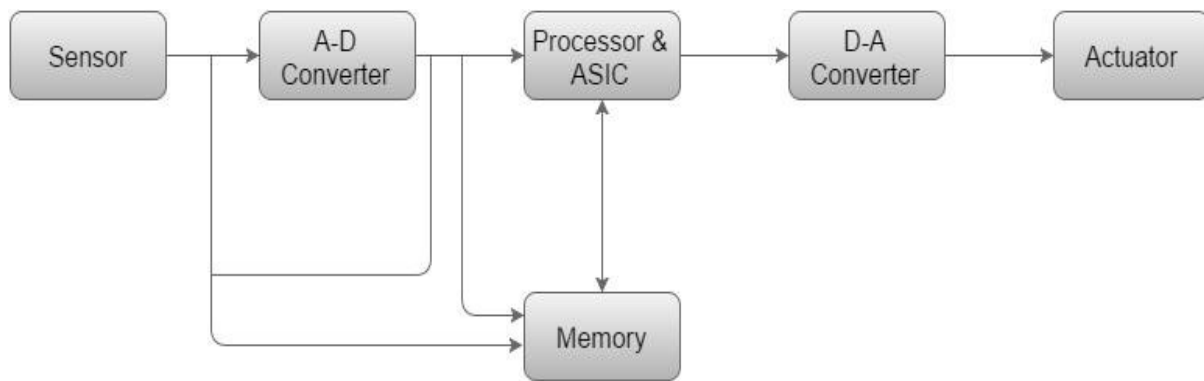 Sensor
A-D
Converter
Processor &
ASIC
D-A
Converter
Actuator
Memory